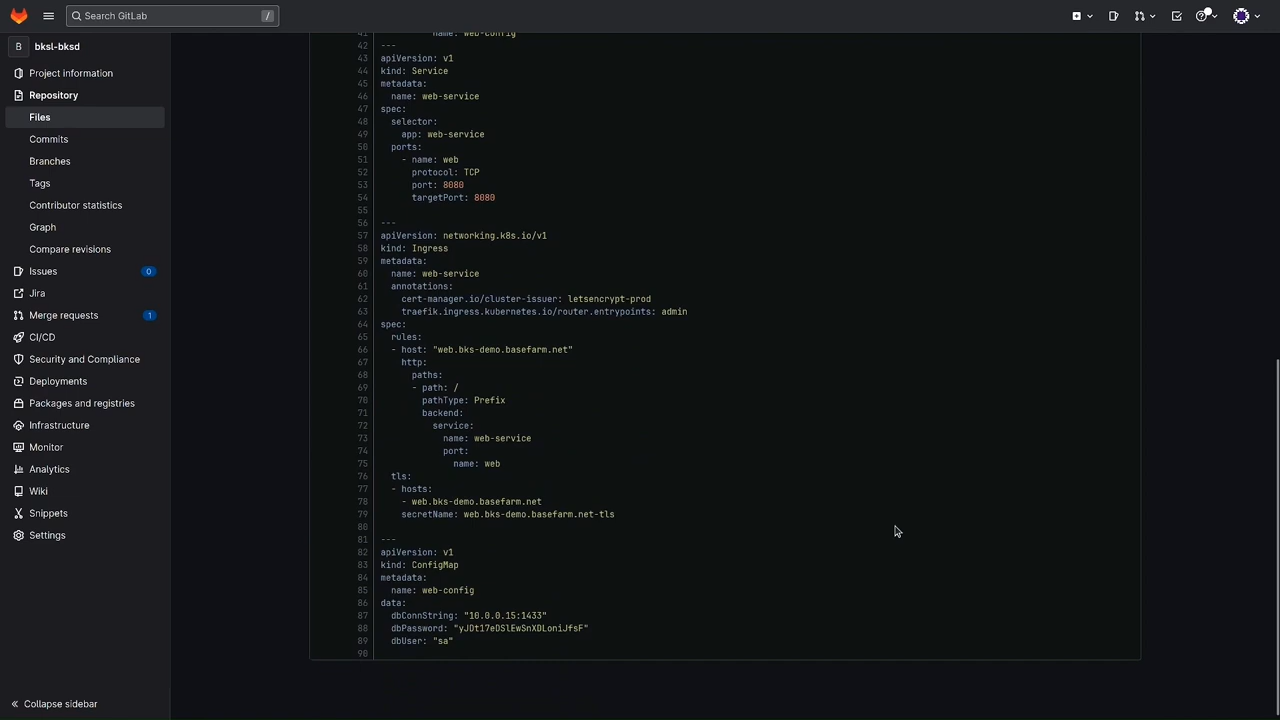 Search GitLab
/
B
bksl-bksd
Project information
Repository
Files
Commits
Branches
Tags
Contributor statistics
Graph
Compare revisions
Issues 0
Jira
Merge requests 1
CI/CD
Security and Compliance
Deployments
Packages and registries
Infrastructure
Monitor
Analytics
Wiki
Snippets
Settings
Collapse sidebar
41 name: web-config
42 ---
43 apiVersion: v1
44 kind: Service
45 metadata:
46 name: web-service
47 spec:
48 selector:
49 app: web-service
50 ports:
51 - name: web
52 protocol: TCP
53 port: 8080
54 targetPort: 8080
55
56 ---
57 apiVersion: networking.k8s.io/v1
58 kind: Ingress
59 metadata:
60 name: web-service
61 annotations:
62 cert-manager.io/cluster-issuer: letsencrypt-prod
63 traefik.ingress.kubernetes.io/router.entrypoints: admin
64 spec:
65 rules:
66 - host: "web.bks-demo.basefarm.net"
67 http:
68 paths:
69 - path: /
70 pathType: Prefix
71 backend:
72 service:
73 name: web-service
74 port:
75 name: web
76 tls:
77 - hosts:
78 - web.bks-demo.basefarm.net
79 secretName: web.bks-demo.basefarm.net-tls
80
81 ---
82 apiVersion: v1
83 kind: ConfigMap
84 metadata:
85 name: web-config
86 data:
87 dbConnString: "10.0.0.15:1433"
88 dbPassword: "yJDt17eDSlEwSnXDLoniJfsF"
89 dbUser: "sa"
90